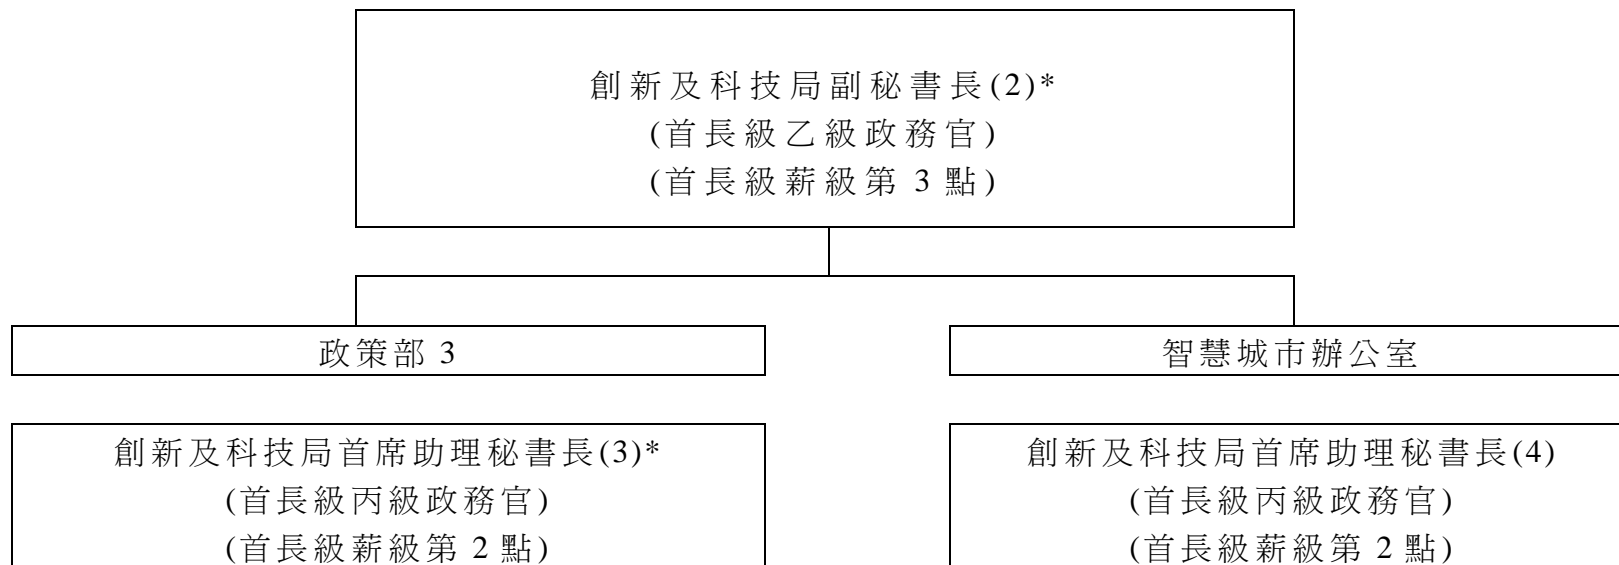 創新及科技局副秘書長(2)*
(首長級乙級政務官)
(首長級薪級第 3 點)
政策部 3
智慧城市辦公室
創新及科技局首席助理秘書長(3)*
(首長級丙級政務官)
(首長級薪級第 2 點)
創新及科技局首席助理秘書長(4)
(首長級丙級政務官)
(首長級薪級第 2 點)